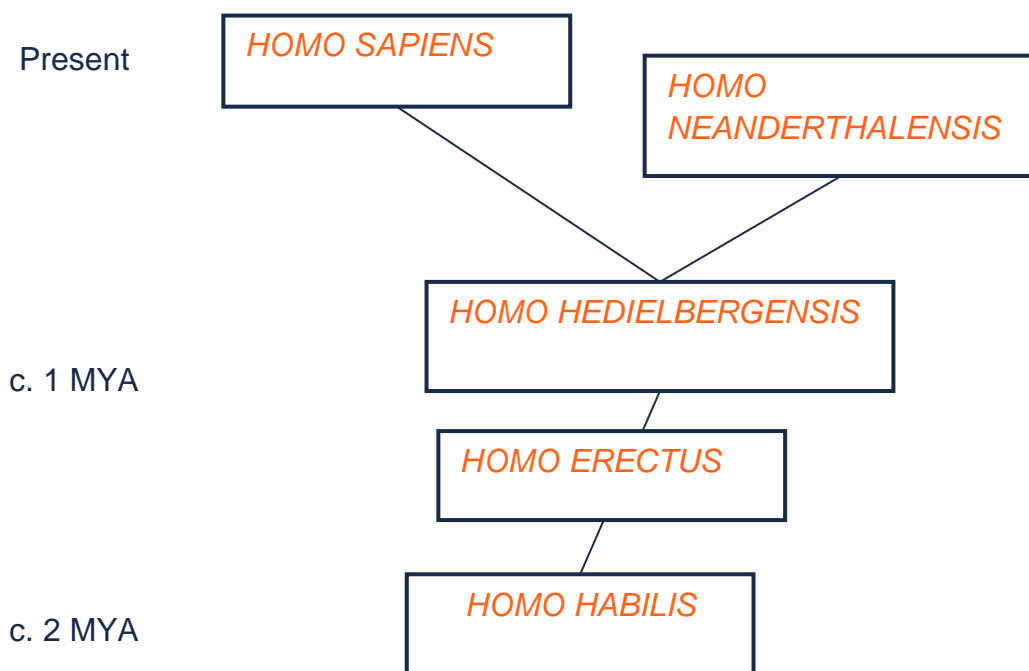 HOMO SAPIENS
Present
HOMO
NEANDERTHALENSIS
HOMO HEDIELBERGENSIS
c. 1 MYA
HOMO ERECTUS
HOMO HABILIS
c. 2 MYA